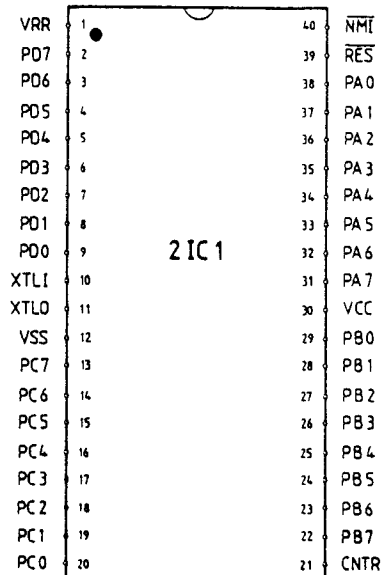 VRR 1 40 NMI
PD7 2 39 RES
PD6 3 38 PA0
PD5 4 37 PA1
PD4 5 36 PA2
PD3 6 35 PA3
PD2 7 34 PA4
PD1 8 33 PA5
PD0 9 2 IC 1 32 PA6
XTLI 10 31 PA7
XTLO 11 30 VCC
VSS 12 29 PB0
PC7 13 28 PB1
PC6 14 27 PB2
PC5 15 26 PB3
PC4 16 25 PB4
PC3 17 24 PB5
PC2 18 23 PB6
PC1 19 22 PB7
PC0 20 21 CNTR